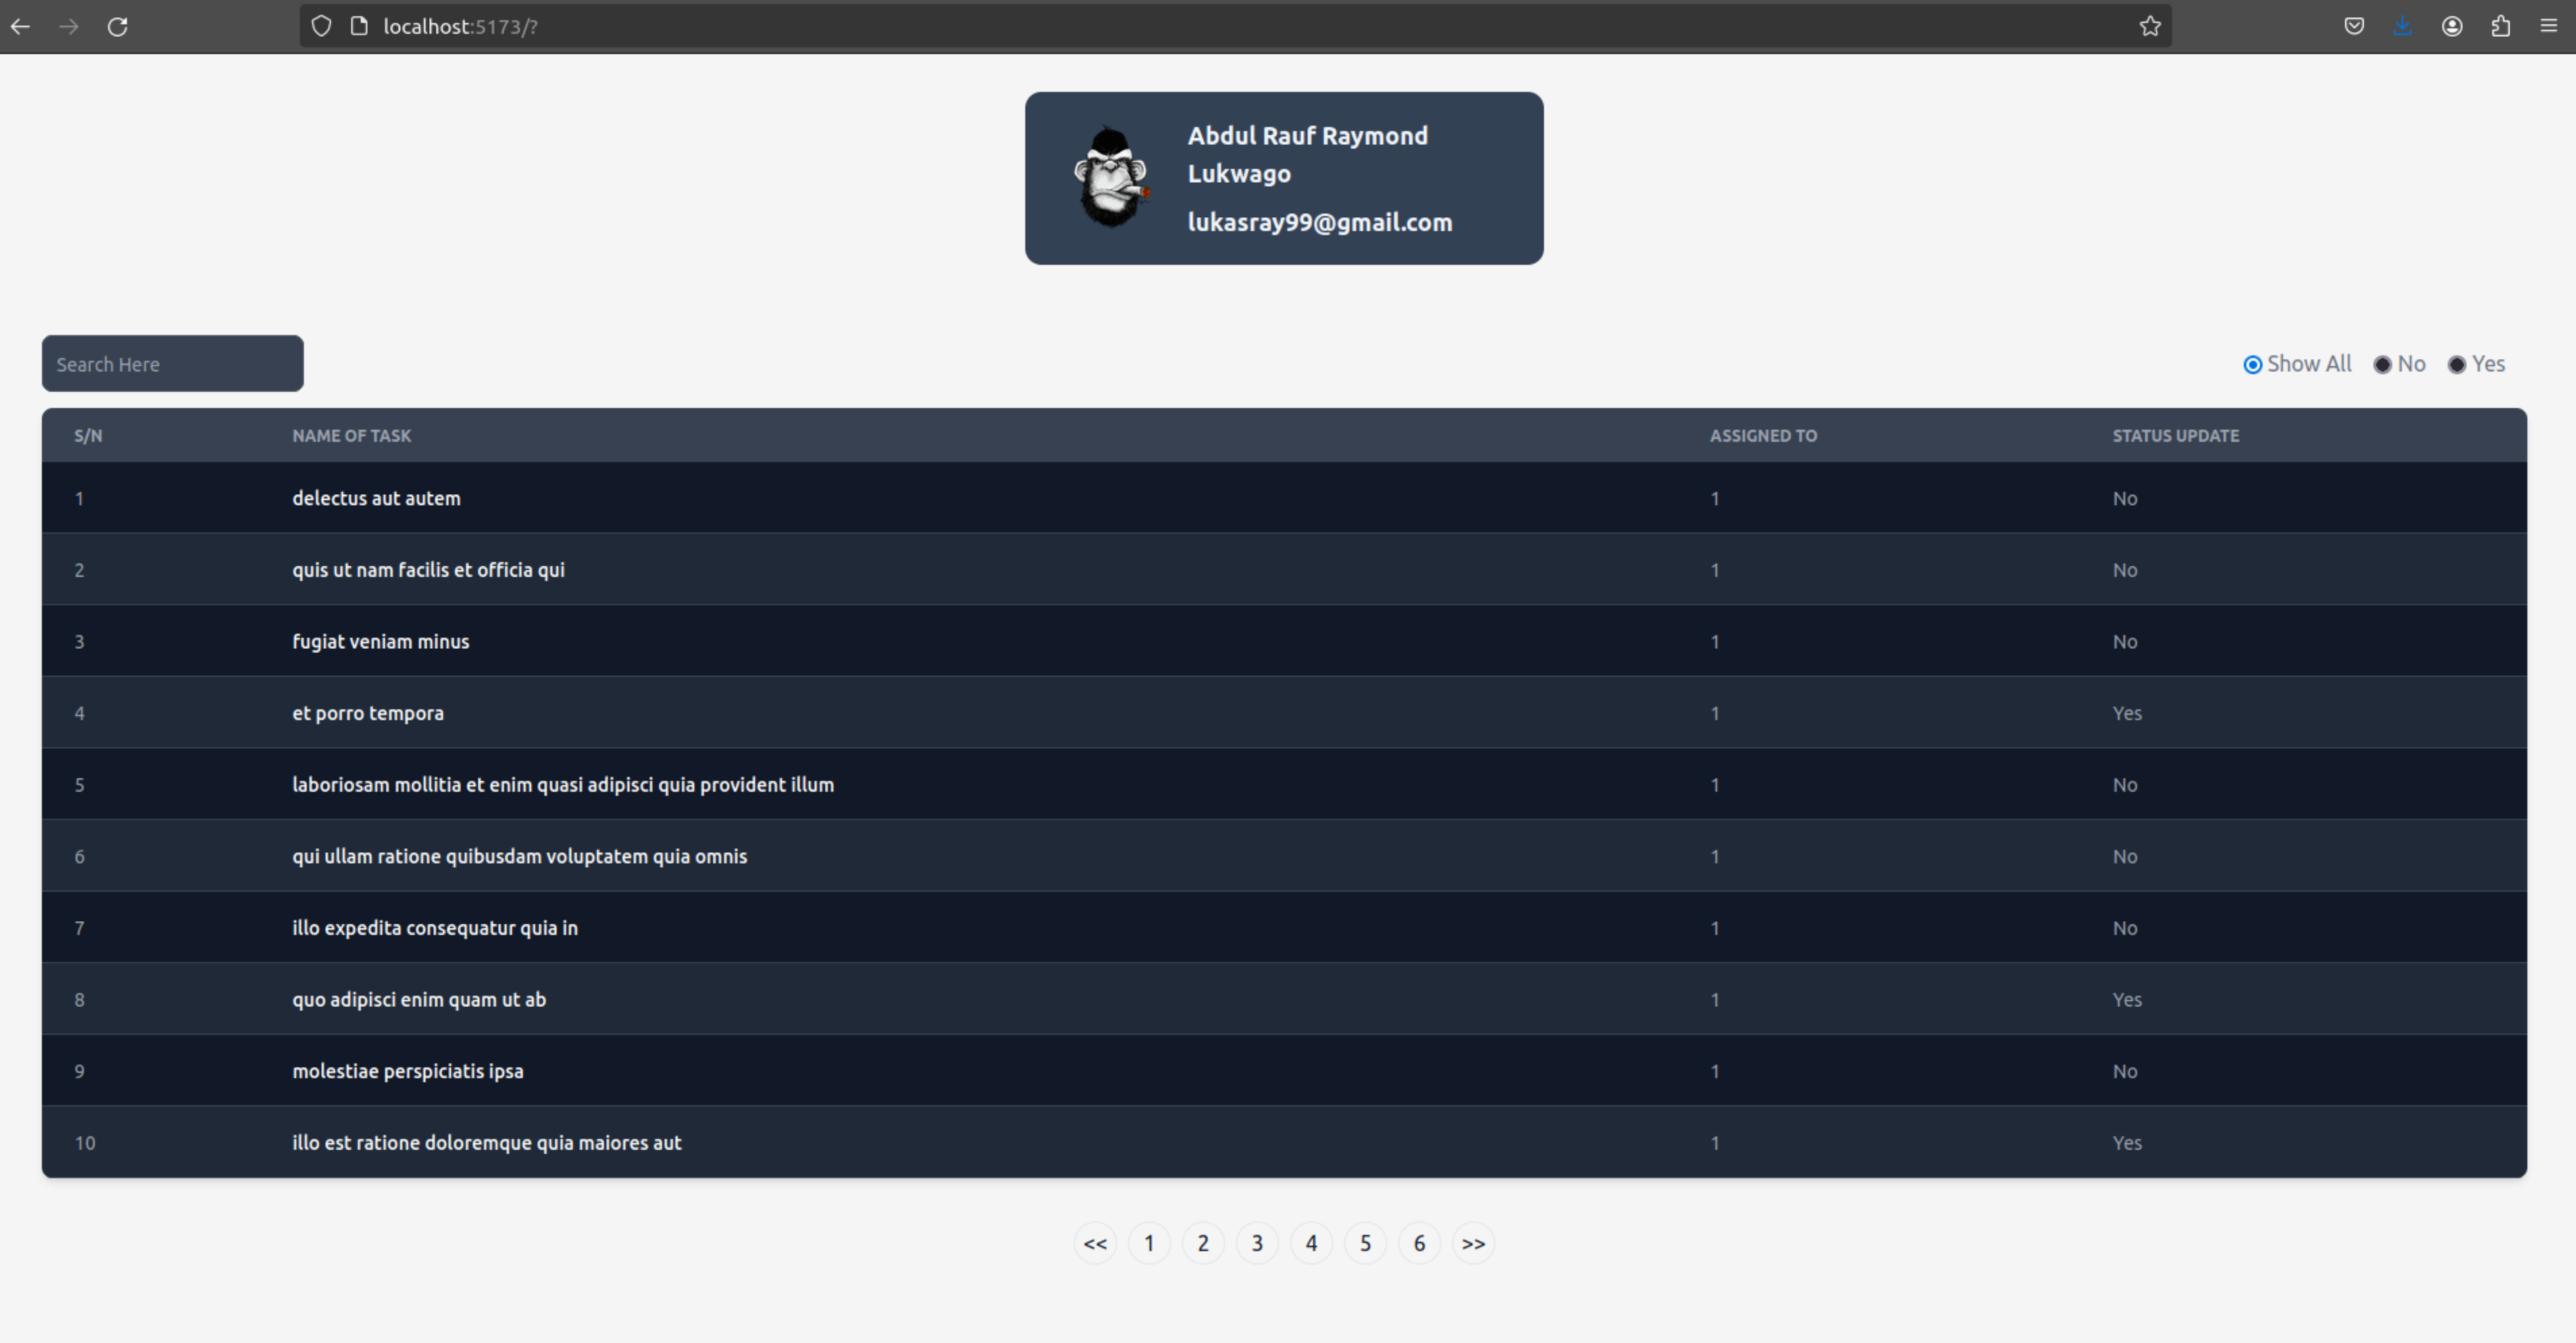 localhost:5173/?
Abdul Rauf Raymond
Lukwago
lukasray99@gmail.com
Search Here
Show All No Yes
S/N NAME OF TASK ASSIGNED TO STATUS UPDATE
1 delectus aut autem 1 No
2 quis ut nam facilis et officia qui 1 No
3 fugiat veniam minus 1 No
4 et porro tempora 1 Yes
5 laboriosam mollitia et enim quasi adipisci quia provident illum 1 No
6 qui ullam ratione quibusdam voluptatem quia omnis 1 No
7 illo expedita consequatur quia in 1 No
8 quo adipisci enim quam ut ab 1 Yes
9 molestiae perspiciatis ipsa 1 No
10 illo est ratione doloremque quia maiores aut 1 Yes
<< 1 2 3 4 5 6 >>